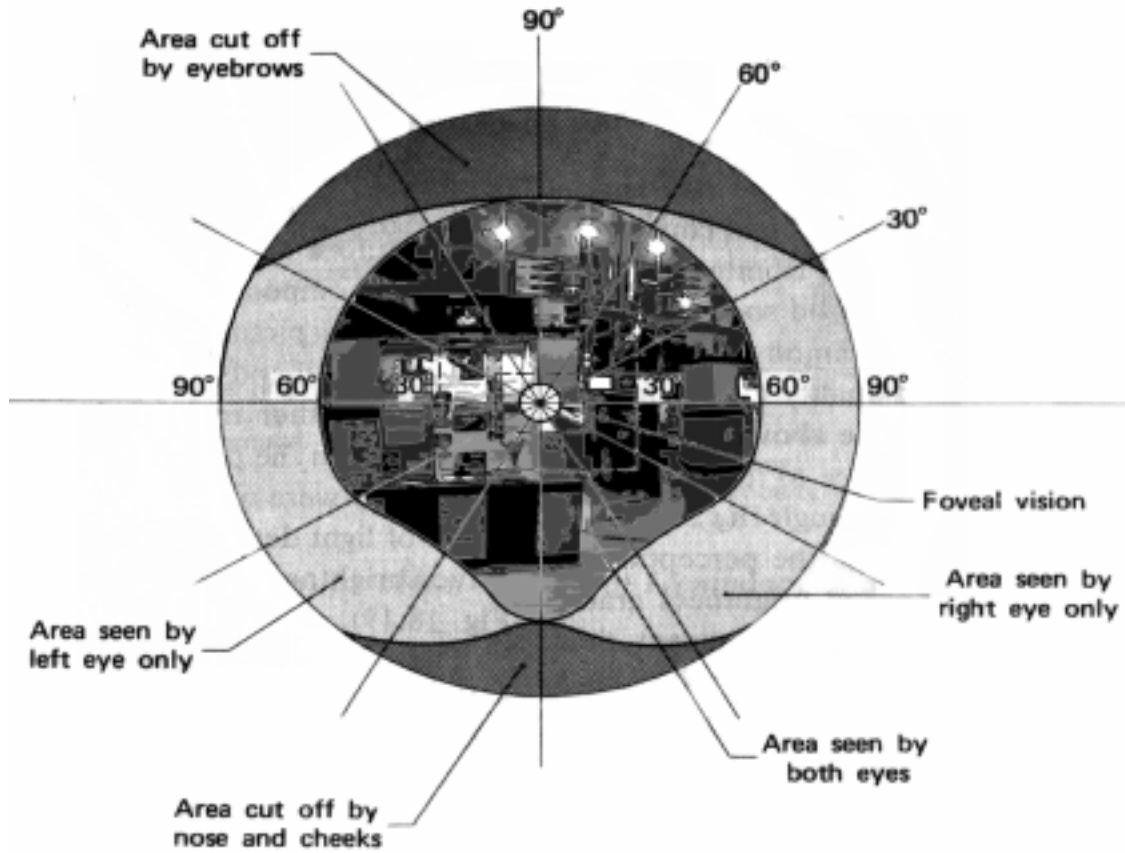 90°
Area cut off
by eyebrows
60°
30°
90°
60°
30°
30°
60°
90°
Foveal vision
Area seen by
right eye only
Area seen by
left eye only
Area seen by
both eyes
Area cut off by
nose and cheeks